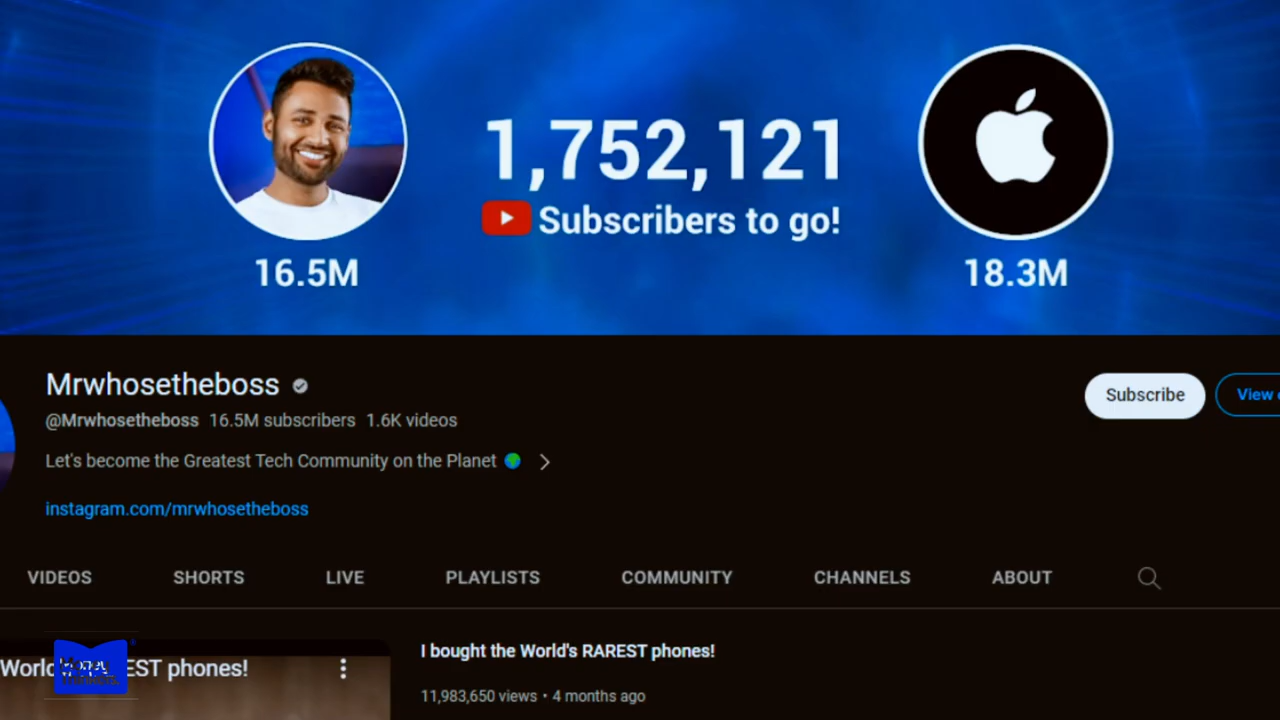 1,752,121
Subscribers to go!
16.5M
18.3M
Mrwhosetheboss
@Mrwhosetheboss 16.5M subscribers 1.6K videos
Subscribe
View
Let's become the Greatest Tech Community on the Planet
instagram.com/mrwhosetheboss
VIDEOS SHORTS LIVE PLAYLISTS COMMUNITY CHANNELS ABOUT
I bought the World's RAREST phones!
EST phones!
Money
11,983,650 views • 4 months ago